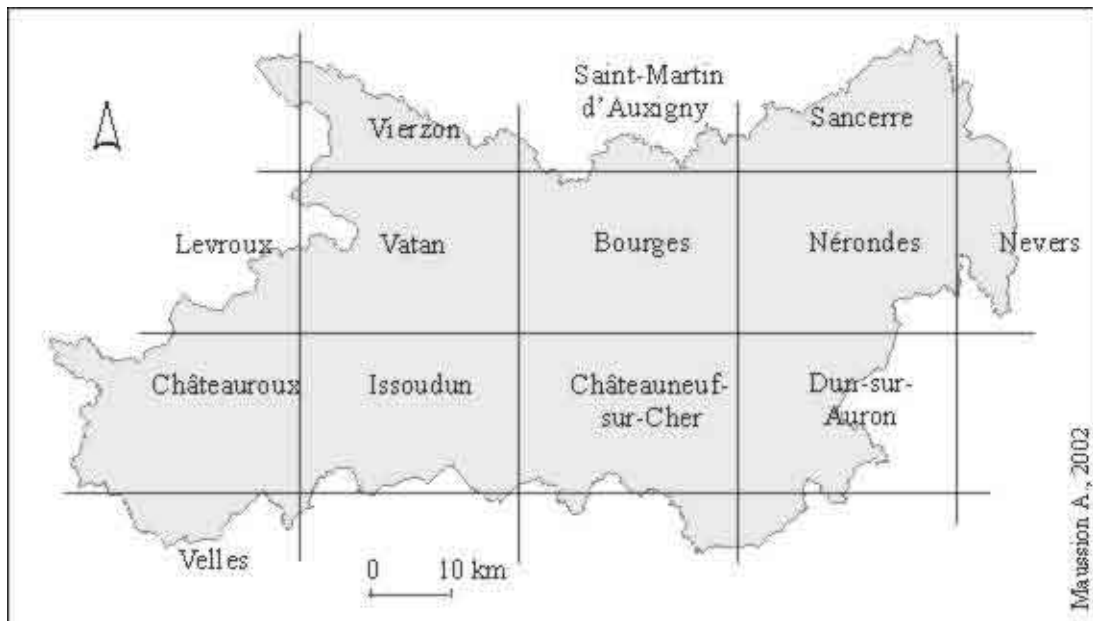 Saint-Martin
d'Auxigny
Vierzon
Sancerre
Levroux
Vatan
Bourges
Nérondes
Nevers
Châteauroux
Issoudun
Châteauneuf-
sur-Cher
Dun-sur-
Auron
Velles
0 10 km
Maussion A., 2002